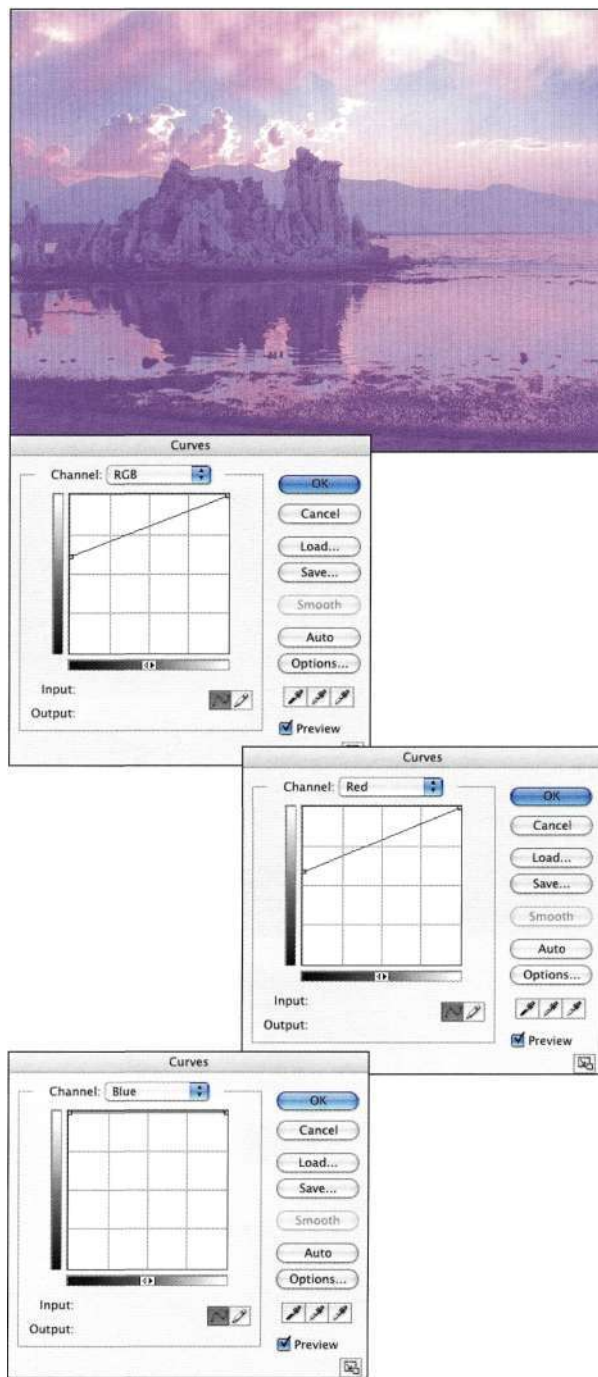 Curves
Channel: RGB
OK
Cancel
Load...
Save...
Smooth
Auto
Options...
Input:
Output:
Preview
Curves
Channel: Red
OK
Cancel
Load...
Save...
Smooth
Auto
Options...
Input:
Output:
Preview
Curves
Channel: Blue
OK
Cancel
Load...
Save...
Smooth
Auto
Options...
Input:
Output:
Preview